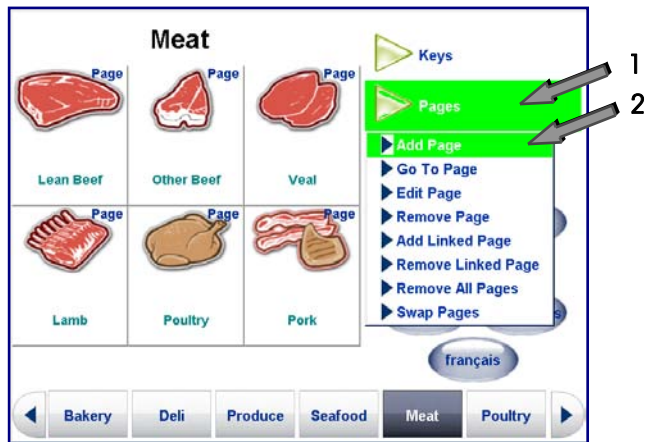 Meat
Page
Page
Page
Lean Beef
Other Beef
Veal
Page
Page
Page
Lamb
Poultry
Pork
Keys
Pages
Add Page
Go To Page
Edit Page
Remove Page
Add Linked Page
Remove Linked Page
Remove All Pages
Swap Pages
français
1
2
Bakery
Deli
Produce
Seafood
Meat
Poultry